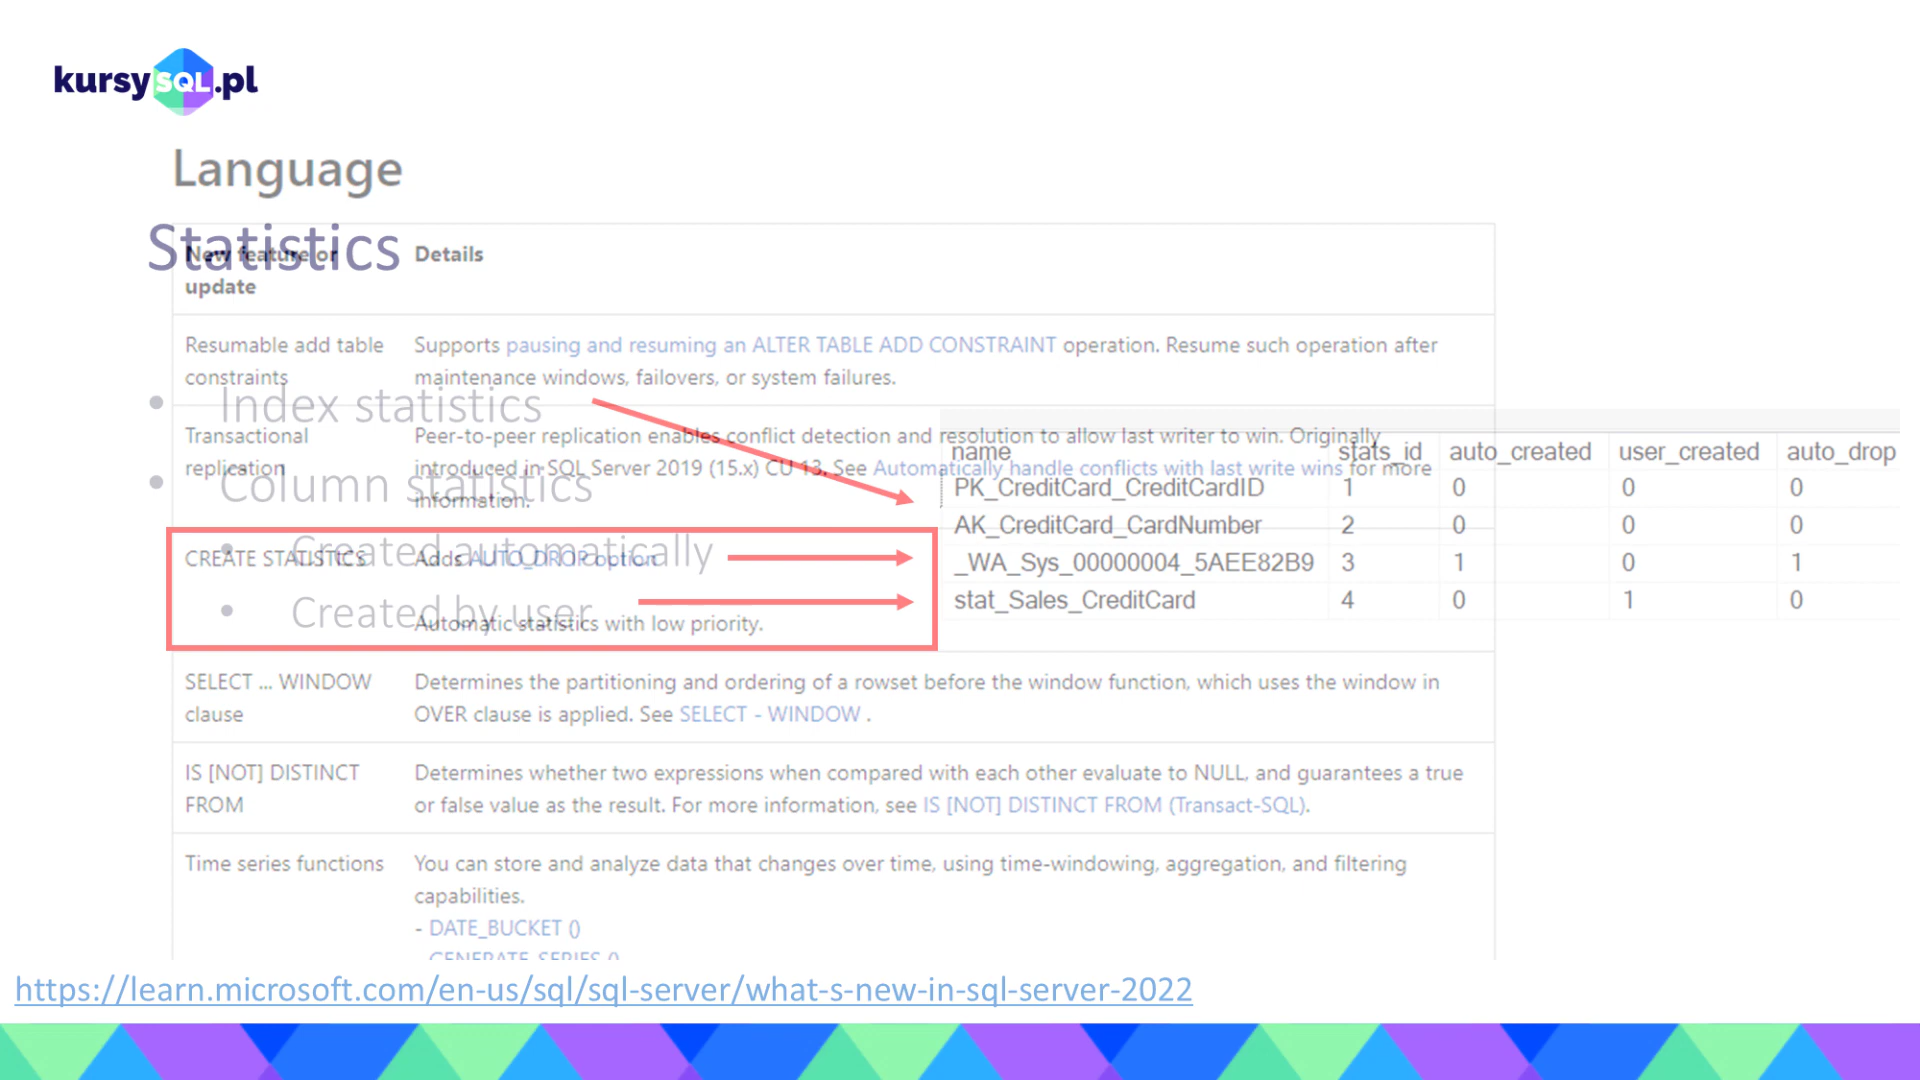 kursySQL.pl
Language
Statistics
New feature or
update
Details
Resumable add table
constraints
Supports pausing and resuming an ALTER TABLE ADD CONSTRAINT operation. Resume such operation after
maintenance windows, failovers, or system failures.
• Index statistics
Transactional
replication
Peer-to-peer replication enables conflict detection and resolution to allow last writer to win. Originally
introduced in SQL Server 2019 (15.x) CU 13. See Automatically handle conflicts with last write wins for more
information.
• Column statistics
CREATE STATISTICS
Adds AUTO_DROP option
Automatic statistics with low priority.
• Created automatically
• Created by user
name stats_id auto_created user_created auto_drop
PK_CreditCard_CreditCardID 1 0 0 0
AK_CreditCard_CardNumber 2 0 0 0
_WA_Sys_00000004_5AEE82B9 3 1 0 1
stat_Sales_CreditCard 4 0 1 0
SELECT ... WINDOW
clause
Determines the partitioning and ordering of a rowset before the window function, which uses the window in
OVER clause is applied. See SELECT - WINDOW .
IS [NOT] DISTINCT
FROM
Determines whether two expressions when compared with each other evaluate to NULL, and guarantees a true
or false value as the result. For more information, see IS [NOT] DISTINCT FROM (Transact-SQL).
Time series functions
You can store and analyze data that changes over time, using time-windowing, aggregation, and filtering
capabilities.
- DATE_BUCKET ()
GENERATE_SERIES ()
https://learn.microsoft.com/en-us/sql/sql-server/what-s-new-in-sql-server-2022